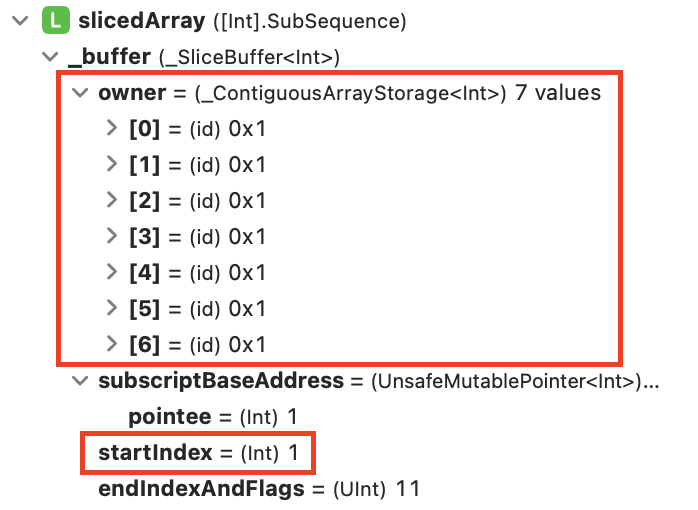 L slicedArray ([Int].SubSequence)
_buffer (_SliceBuffer<Int>)
owner = (_ContiguousArrayStorage<Int>) 7 values
[0] = (id) 0x1
[1] = (id) 0x1
[2] = (id) 0x1
[3] = (id) 0x1
[4] = (id) 0x1
[5] = (id) 0x1
[6] = (id) 0x1
subscriptBaseAddress = (UnsafeMutablePointer<Int>)...
pointee = (Int) 1
startIndex = (Int) 1
endIndexAndFlags = (UInt) 11